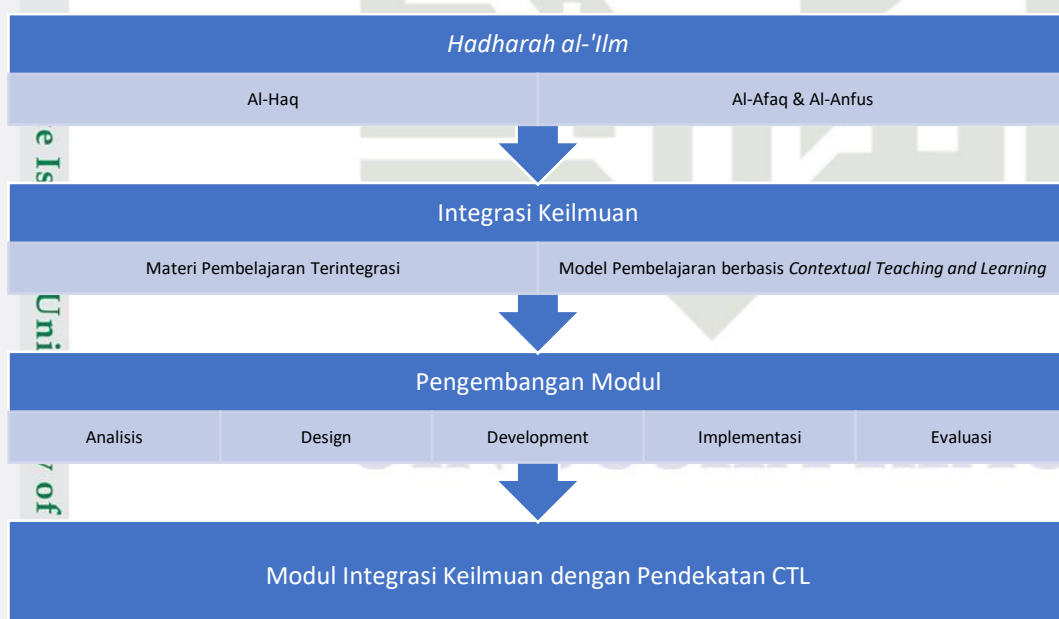 Hadharah al-'Ilm
Al-Haq
Al-Afaq & Al-Anfus
Integrasi Keilmuan
Materi Pembelajaran Terintegrasi
Model Pembelajaran berbasis Contextual Teaching and Learning
Pengembangan Modul
Analisis
Design
Development
Implementasi
Evaluasi
Modul Integrasi Keilmuan dengan Pendekatan CTL
of